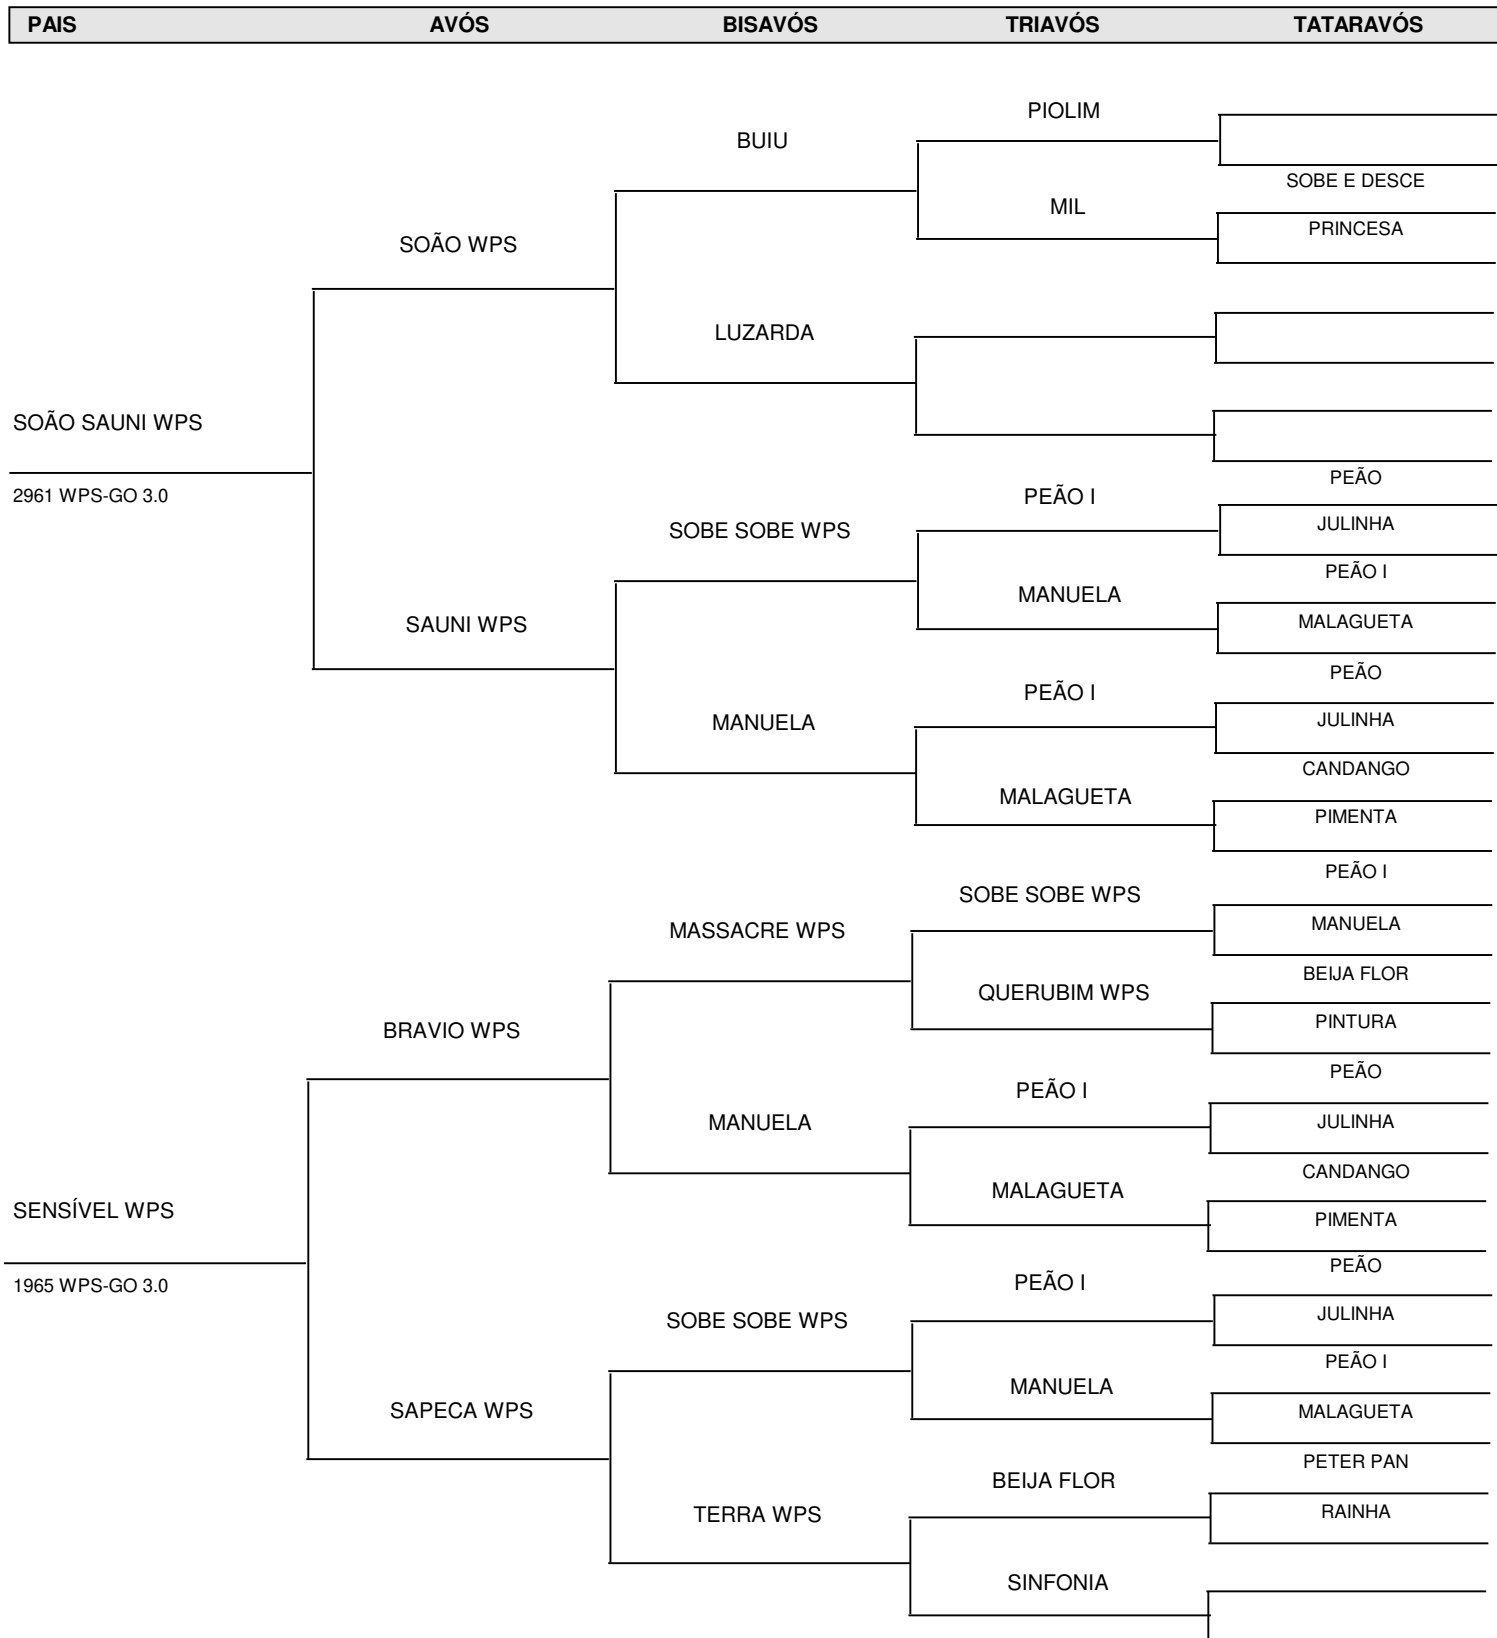 PAIS AVÓS BISAVÓS TRIAVÓS TATARAVÓS
PIOLIM
BUIU
SOBE E DESCE
MIL
PRINCESA
SOÃO WPS
LUZARDA
SOÃO SAUNI WPS
2961 WPS-GO 3.0
PEÃO
PEÃO I
JULINHA
SOBE SOBE WPS
PEÃO I
MANUELA
MALAGUETA
SAUNI WPS
PEÃO
PEÃO I
JULINHA
MANUELA
CANDANGO
MALAGUETA
PIMENTA
PEÃO I
SOBE SOBE WPS
MANUELA
MASSACRE WPS
BEIJA FLOR
QUERUBIM WPS
PINTURA
BRAVIO WPS
PEÃO
PEÃO I
JULINHA
MANUELA
CANDANGO
MALAGUETA
PIMENTA
SENSÍVEL WPS
1965 WPS-GO 3.0
PEÃO
PEÃO I
JULINHA
SOBE SOBE WPS
PEÃO I
MANUELA
MALAGUETA
SAPECA WPS
PETER PAN
BEIJA FLOR
RAINHA
TERRA WPS
SINFONIA